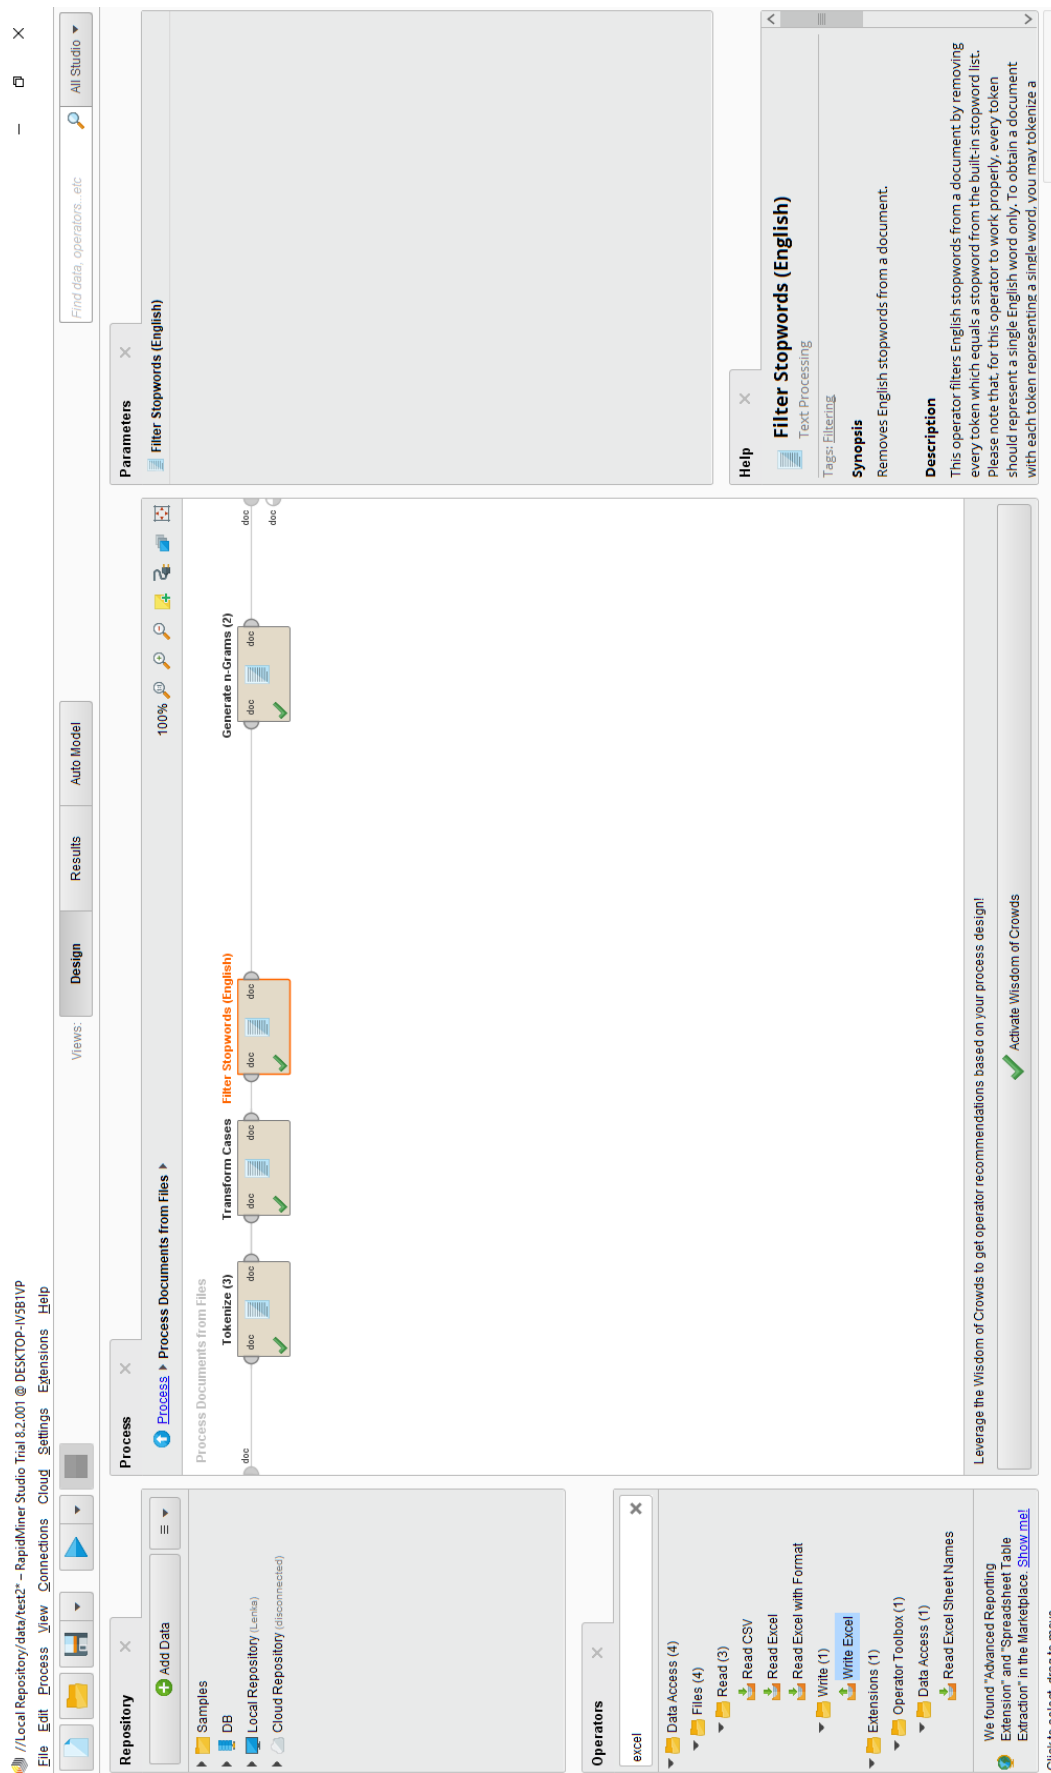 //Local Repository/data/test2* – RapidMiner Studio Trial 8.2.001 @ DESKTOP-IV5B1VP
File Edit Process View Connections Cloud Settings Extensions Help
Views:
Design
Results
Auto Model
Find data, operators...etc
All Studio
Repository
Add Data
Samples
DB
Local Repository (Lenka)
Cloud Repository (disconnected)
Operators
excel
Data Access (4)
Files (4)
Read (3)
Read CSV
Read Excel
Read Excel with Format
Write (1)
Write Excel
Extensions (1)
Operator Toolbox (1)
Data Access (1)
Read Excel Sheet Names
We found "Advanced Reporting
Extension" and "Spreadsheet Table
Extraction" in the Marketplace. Show me!
Process
Process Process Documents from Files
100%
Process Documents from Files
doc
Tokenize (3)
doc doc
Transform Cases
doc doc
Filter Stopwords (English)
doc doc
Generate n-Grams (2)
doc doc
doc
doc
Leverage the Wisdom of Crowds to get operator recommendations based on your process design!
Activate Wisdom of Crowds
Parameters
Filter Stopwords (English)
Help
Filter Stopwords (English)
Text Processing
Tags: Filtering
Synopsis
Removes English stopwords from a document.
Description
This operator filters English stopwords from a document by removing
every token which equals a stopword from the built-in stopword list.
Please note that, for this operator to work properly, every token
should represent a single English word only. To obtain a document
with each token representing a single word, you may tokenize a